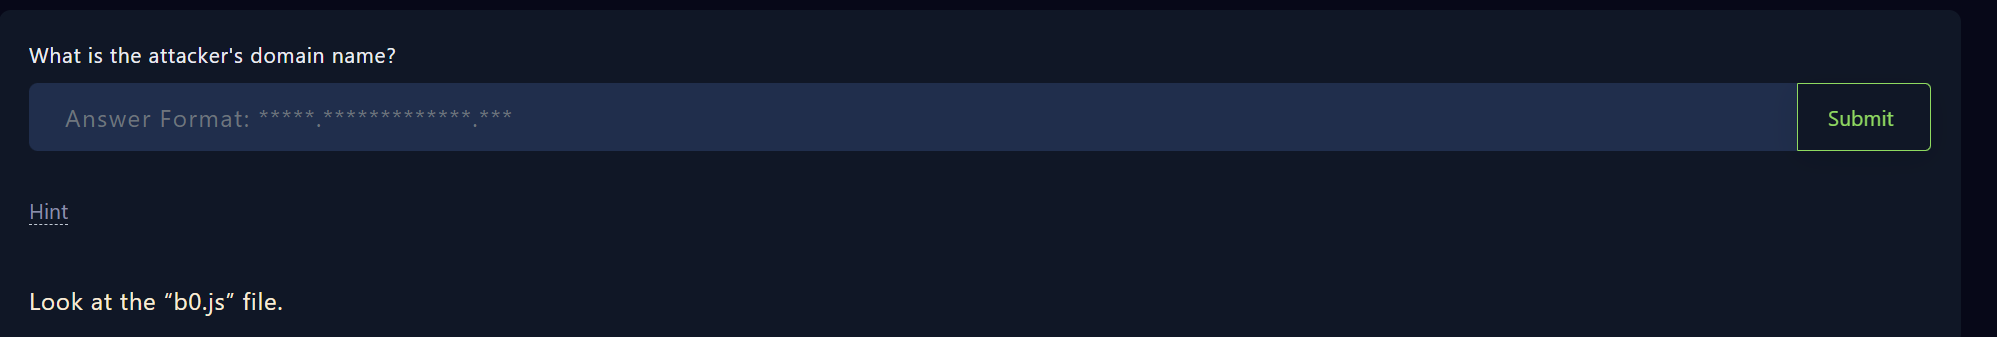 What is the attacker's domain name?
Answer Format: *****.*************.***
Submit
Hint
Look at the “b0.js” file.